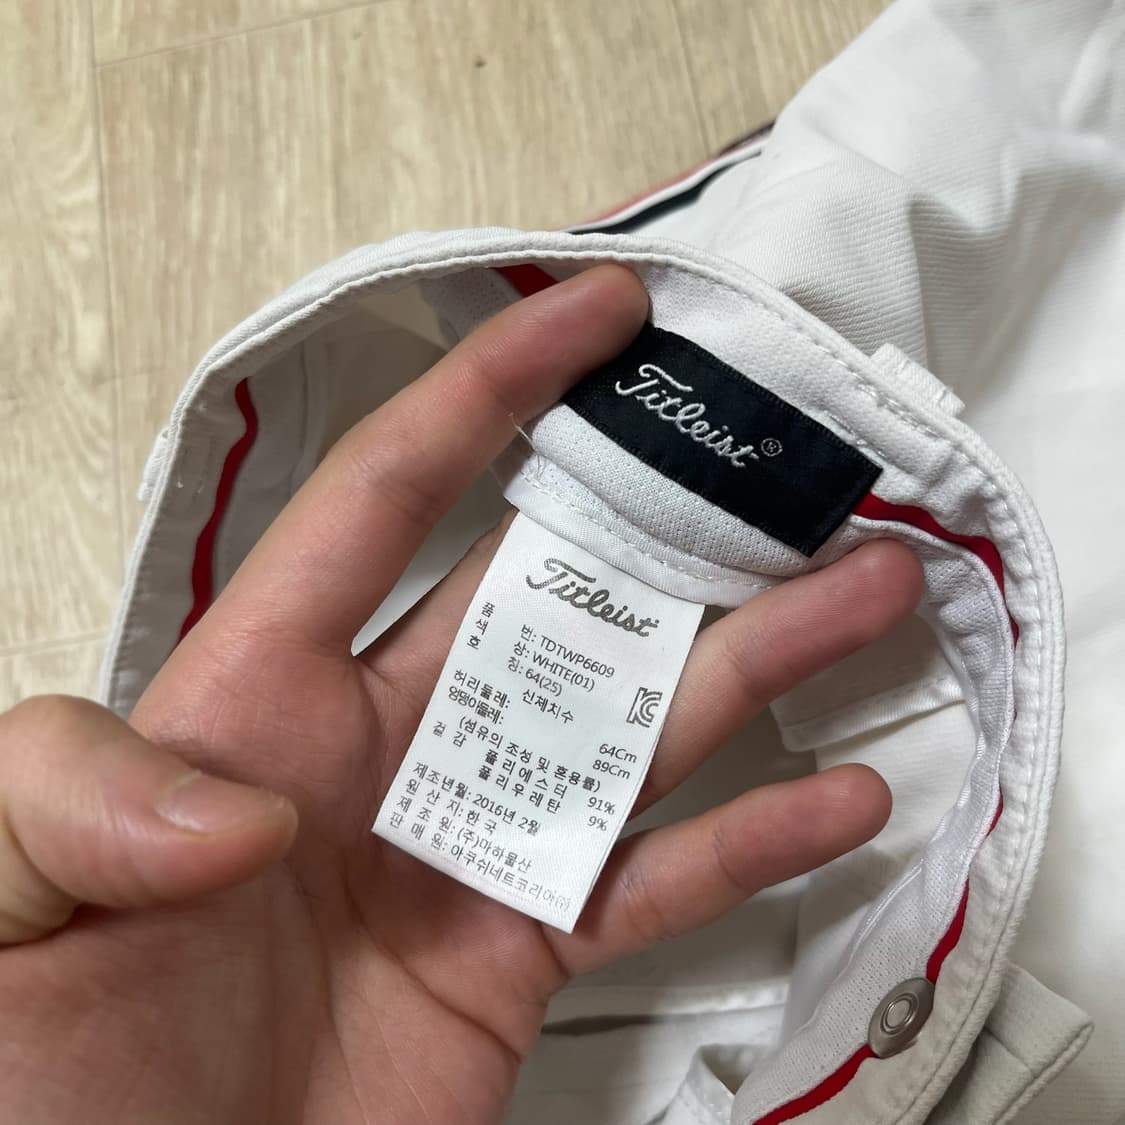 Titleist®
Titleist
품 번: TDTWP6609
색 상: WHITE(01)
호 칭: 64(25)
신체치수
허리둘레: 64Cm
엉덩이둘레: 89Cm
(섬유의 조성 및 혼용률)
겉감 폴리에스터 91%
폴리우레탄 9%
제조년월: 2016년 2월
원 산 지: 한국
제 조 원: (주)마하물산
판 매 원: 아쿠쉬네트코리아(유)